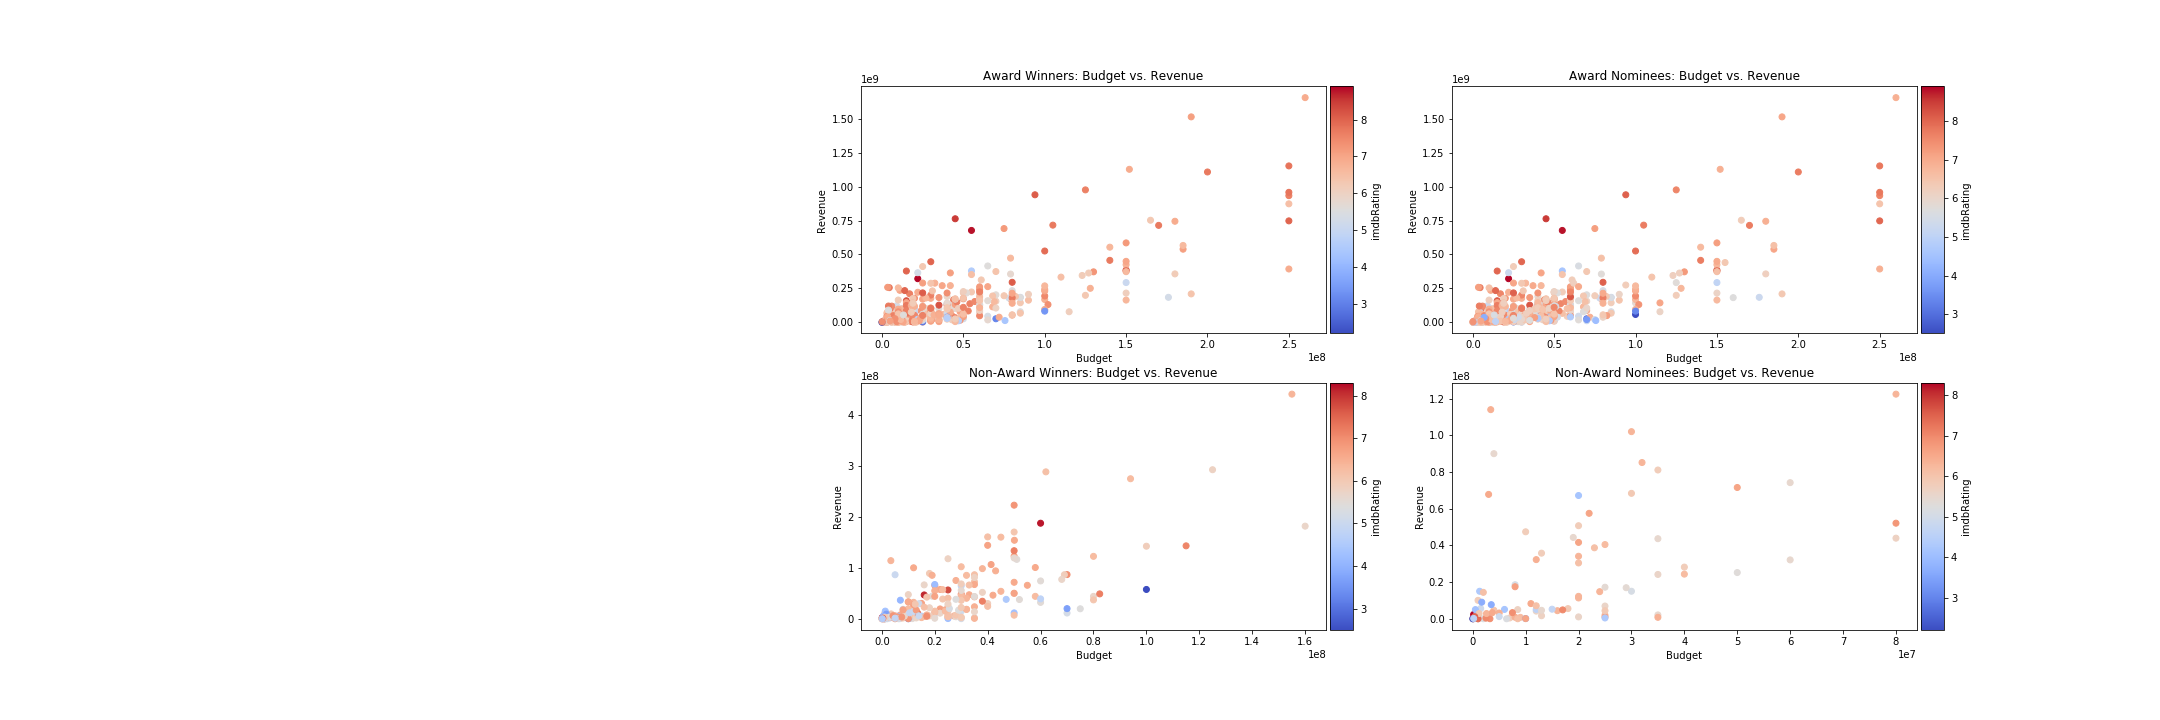 Award Winners: Budget vs. Revenue
1e9
Revenue
1.50
1.25
1.00
0.75
0.50
0.25
0.00
0.0 0.5 1.0 1.5 2.0 2.5
1e8
Budget
8
7
6
5
4
3
imdbRating
Award Nominees: Budget vs. Revenue
1e9
Revenue
1.50
1.25
1.00
0.75
0.50
0.25
0.00
0.0 0.5 1.0 1.5 2.0 2.5
1e8
Budget
8
7
6
5
4
3
imdbRating
Non-Award Winners: Budget vs. Revenue
1e8
Revenue
4
3
2
1
0
0.0 0.2 0.4 0.6 0.8 1.0 1.2 1.4 1.6
1e8
Budget
8
7
6
5
4
3
imdbRating
Non-Award Nominees: Budget vs. Revenue
1e8
Revenue
1.2
1.0
0.8
0.6
0.4
0.2
0.0
0 1 2 3 4 5 6 7 8
1e7
Budget
8
7
6
5
4
3
imdbRating